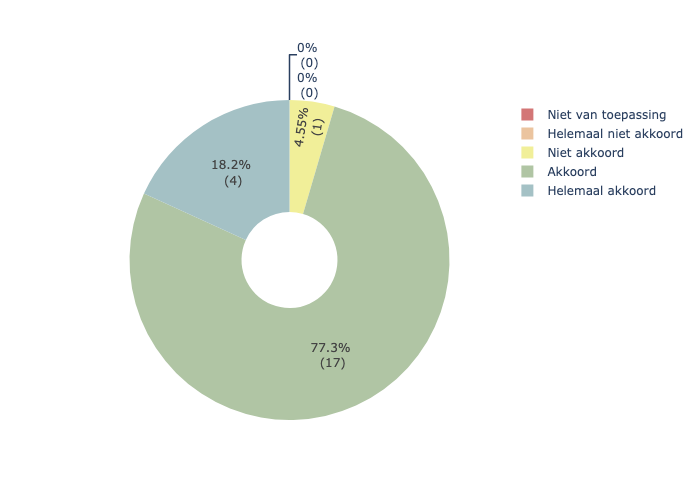 0%
(0)
0%
(0)
4.55%
(1)
18.2%
(4)
77.3%
(17)
Niet van toepassing
Helemaal niet akkoord
Niet akkoord
Akkoord
Helemaal akkoord